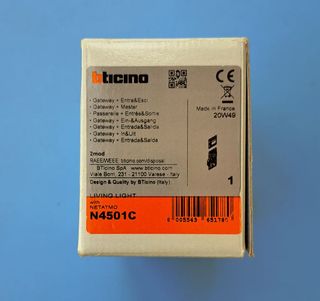 bticino
CE
• Gateway + Entra&Esci
• Gateway + Master
• Passerelle + Entrés&Sortie
• Gateway + Ein-&Ausgang
• Gateway + Entrada&Salida
• Gateway + In&Uit
• Gateway + Entrada&Saída
Made in France
20W49
2mod
RAEE/WEEE bticino.com/disposal
BTicino SpA www.bticino.com
Viale Borri, 231 - 21100 Varese - Italy
Design & Quality by BTicino (Italy)
1
LIVING LIGHT
with
NETATMO
N4501C